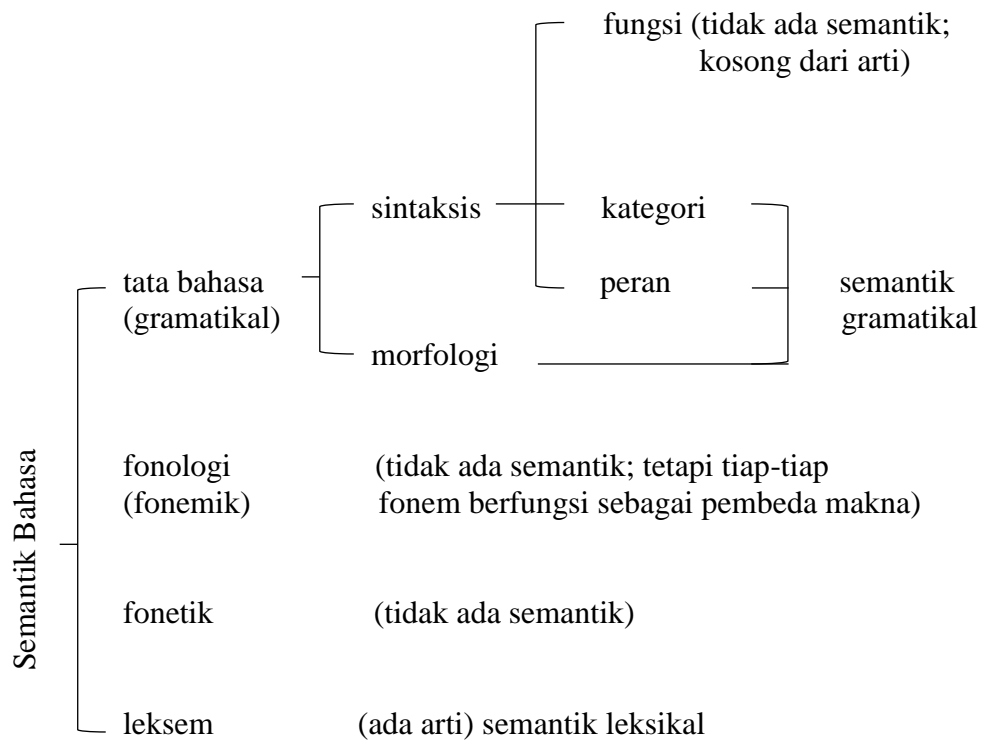 fungsi (tidak ada semantik;
kosong dari arti)
sintaksis kategori
tata bahasa peran semantik
(gramatikal) gramatikal
morfologi
Semantik Bahasa
fonologi (tidak ada semantik; tetapi tiap-tiap
(fonemik) fonem berfungsi sebagai pembeda makna)
fonetik (tidak ada semantik)
leksem (ada arti) semantik leksikal